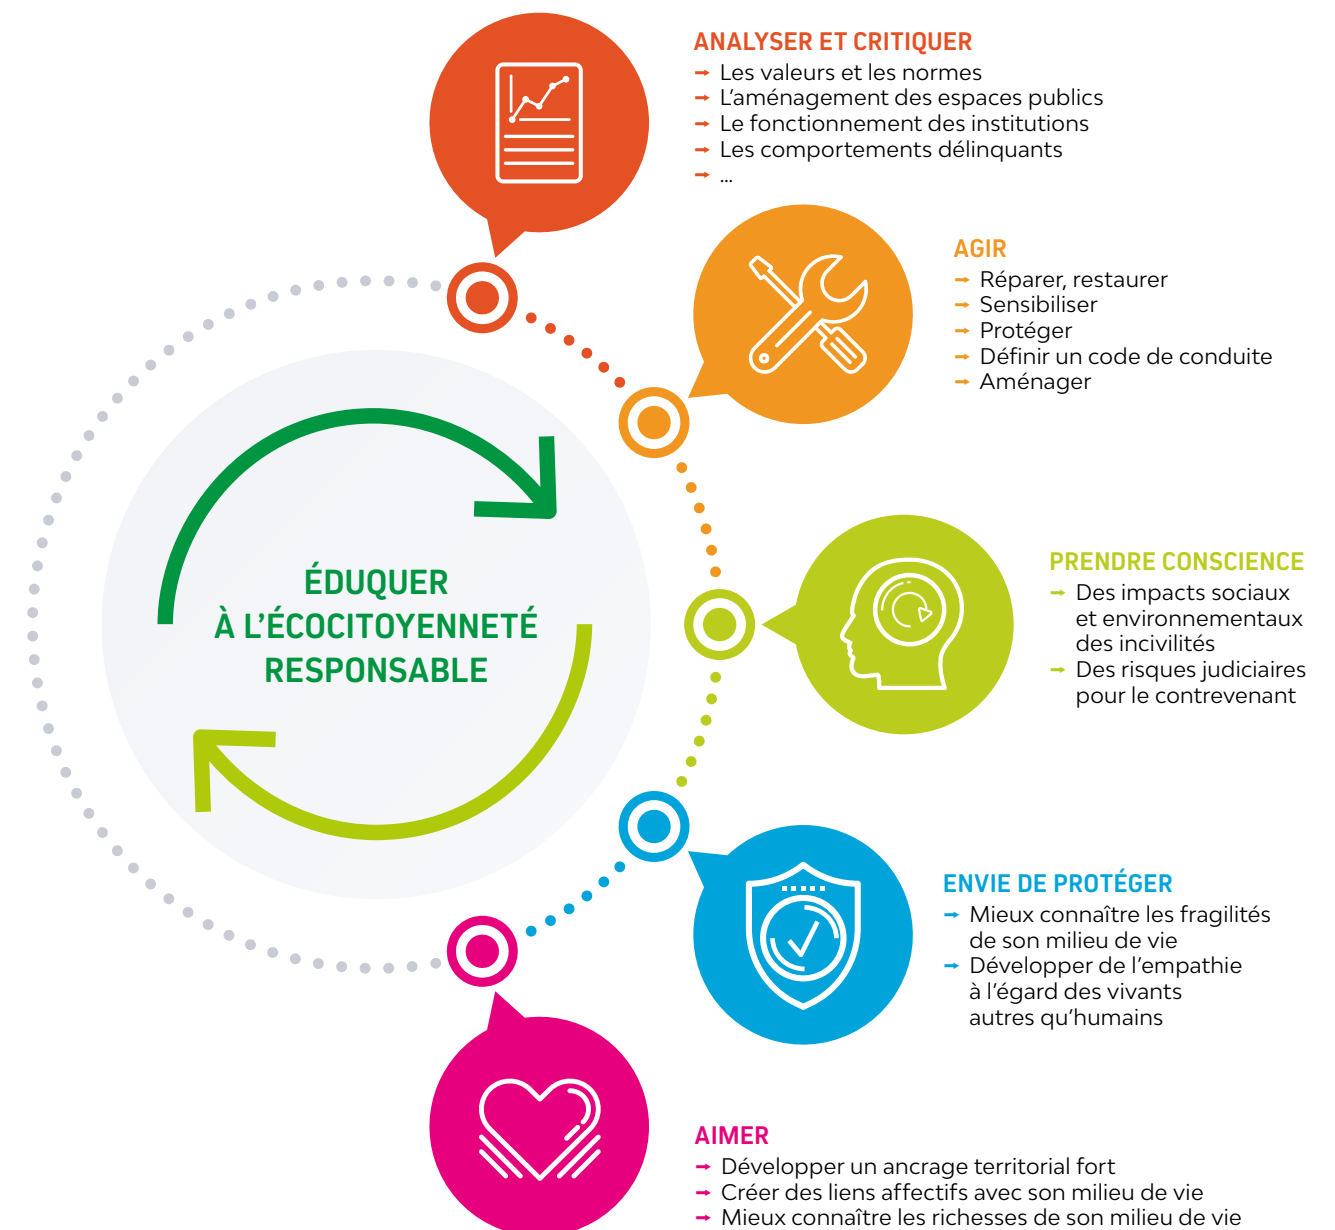 ANALYSER ET CRITIQUER
→ Les valeurs et les normes
→ L'aménagement des espaces publics
→ Le fonctionnement des institutions
→ Les comportements délinquants
→ ...
AGIR
→ Réparer, restaurer
→ Sensibiliser
→ Protéger
→ Définir un code de conduite
→ Aménager
ÉDUQUER
À L'ÉCOCITOYENNETÉ
RESPONSABLE
PRENDRE CONSCIENCE
→ Des impacts sociaux
et environnementaux
des incivilités
→ Des risques judiciaires
pour le contrevenant
ENVIE DE PROTÉGER
→ Mieux connaître les fragilités
de son milieu de vie
→ Développer de l'empathie
à l'égard des vivants
autres qu'humains
AIMER
→ Développer un ancrage territorial fort
→ Créer des liens affectifs avec son milieu de vie
→ Mieux connaître les richesses de son milieu de vie